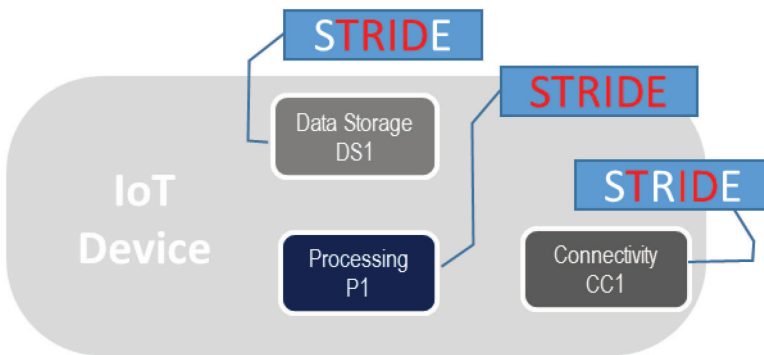 STRIDE
STRIDE
Data Storage
DS1
STRIDE
IoT
Device
Processing
P1
Connectivity
CC1